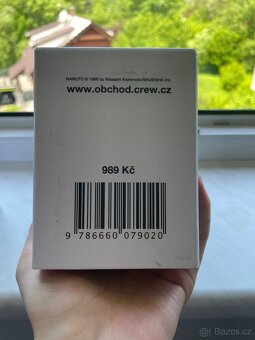 NARUTO © 1999 by Masashi Kishimoto/SHUEISHA Inc.
www.obchod.crew.cz
989 Kč
9 786660 079020
Bazos.cz